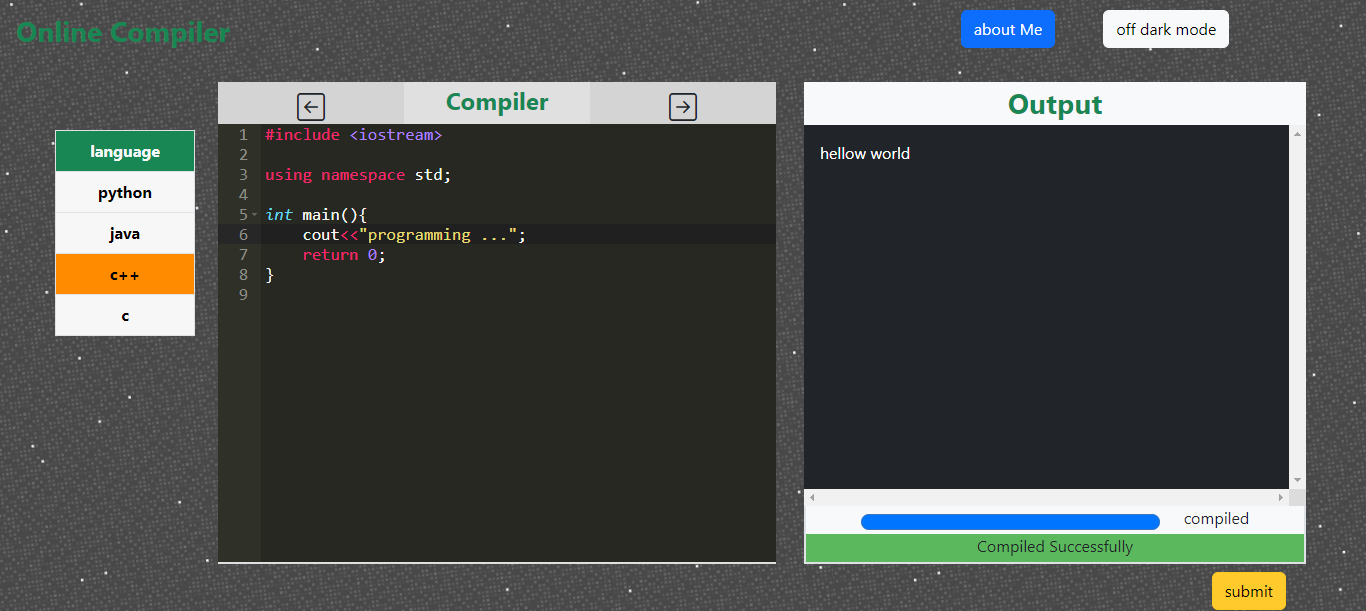 Online Compiler
about Me
off dark mode
Compiler
Output
language
python
java
c++
c
1 #include <iostream>
2
3 using namespace std;
4
5 int main(){
6     cout<<"programming ...";
7     return 0;
8 }
9
hellow world
compiled
Compiled Successfully
submit